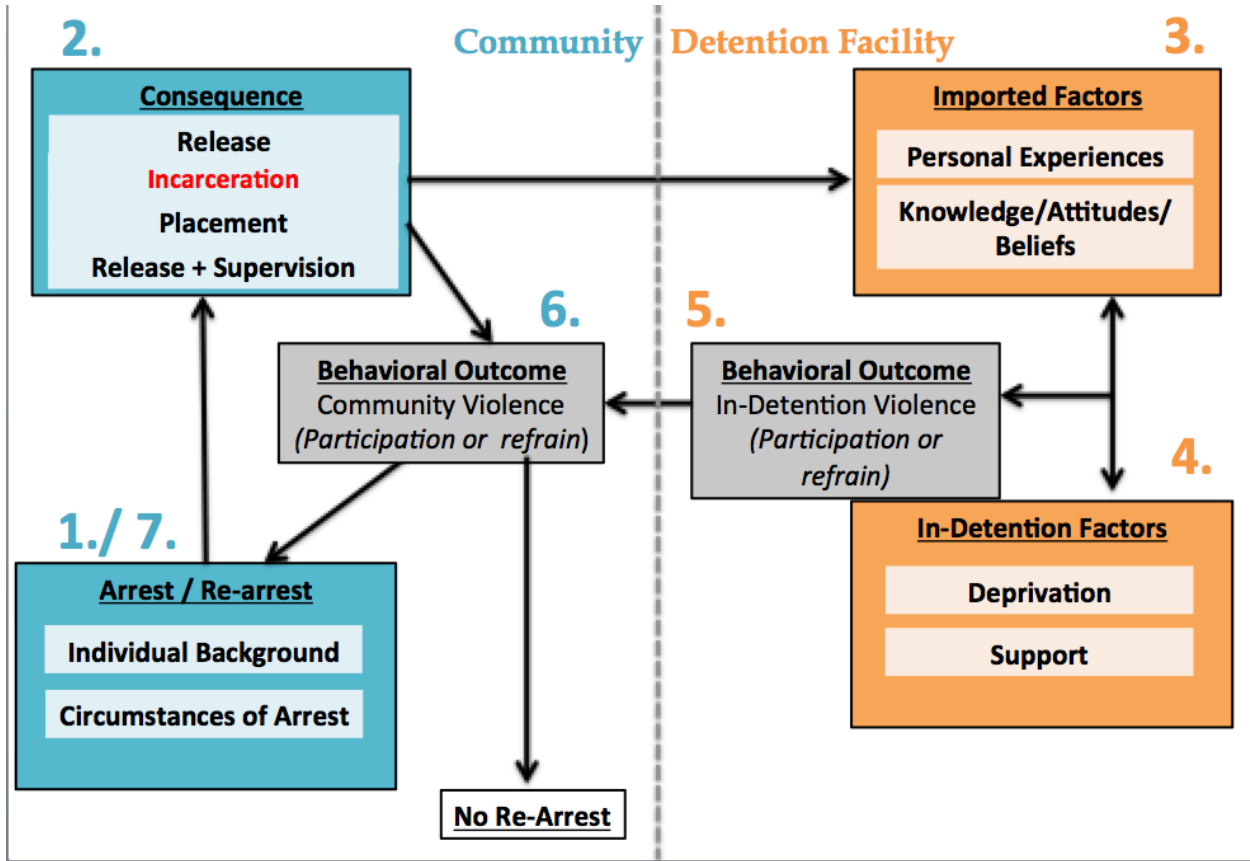 2.
Community
Detention Facility
3.
Consequence
Release
Incarceration
Placement
Release + Supervision
Imported Factors
Personal Experiences
Knowledge/Attitudes/
Beliefs
6.
Behavioral Outcome
Community Violence
(Participation or refrain)
5.
Behavioral Outcome
In-Detention Violence
(Participation or
refrain)
4.
In-Detention Factors
Deprivation
Support
1./ 7.
Arrest / Re-arrest
Individual Background
Circumstances of Arrest
No Re-Arrest